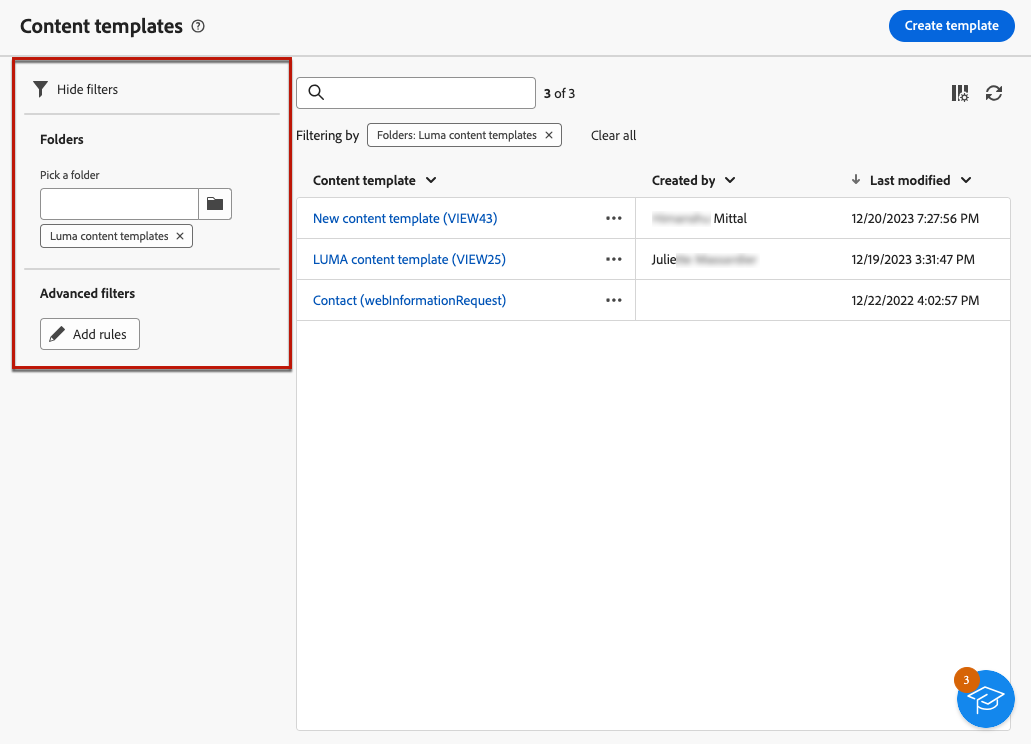 Content templates
Create template
Hide filters
3 of 3
Folders
Filtering by Folders: Luma content templates Clear all
Pick a folder
Luma content templates
Content template Created by Last modified
New content template (VIEW43) Mittal 12/20/2023 7:27:56 PM
LUMA content template (VIEW25) Julie 12/19/2023 3:31:47 PM
Contact (webInformationRequest) 12/22/2022 4:02:57 PM
Advanced filters
Add rules
3